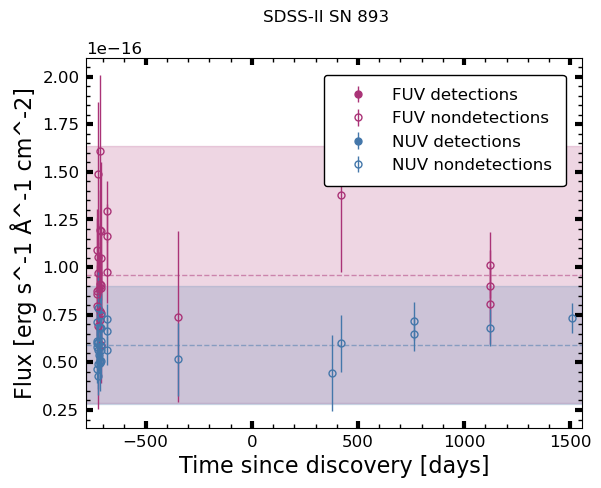 SDSS-II SN 893
1e−16
2.00
1.75
1.50
1.25
1.00
0.75
0.50
0.25
Flux [erg s^-1 Å^-1 cm^-2]
FUV detections
FUV nondetections
NUV detections
NUV nondetections
−500 0 500 1000 1500
Time since discovery [days]